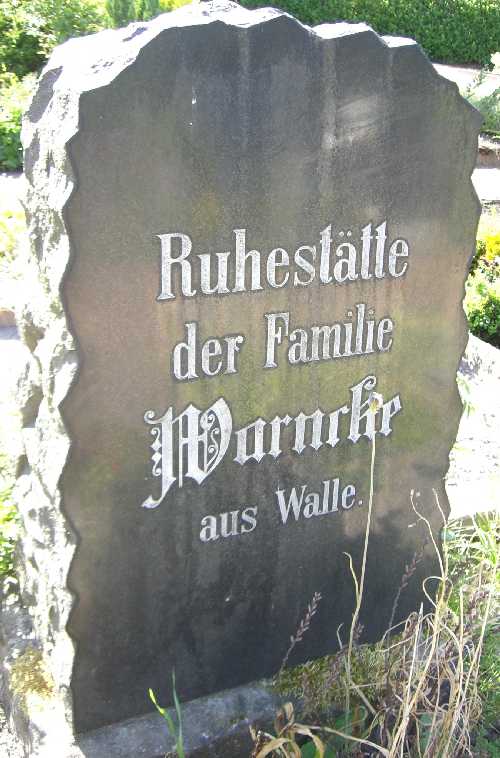 Ruhestätte
der Familie
Warncke
aus Walle.